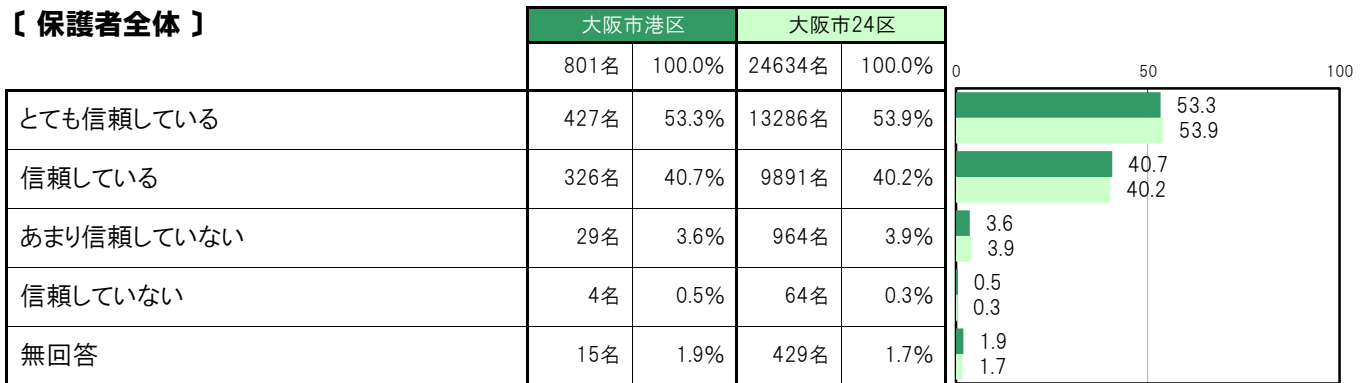 〔 保護者全体 〕
大阪市港区 大阪市24区
801名 100.0% 24634名 100.0%
0 50 100
とても信頼している 427名 53.3% 13286名 53.9%
53.3
53.9
信頼している 326名 40.7% 9891名 40.2%
40.7
40.2
あまり信頼していない 29名 3.6% 964名 3.9%
3.6
3.9
信頼していない 4名 0.5% 64名 0.3%
0.5
0.3
無回答 15名 1.9% 429名 1.7%
1.9
1.7